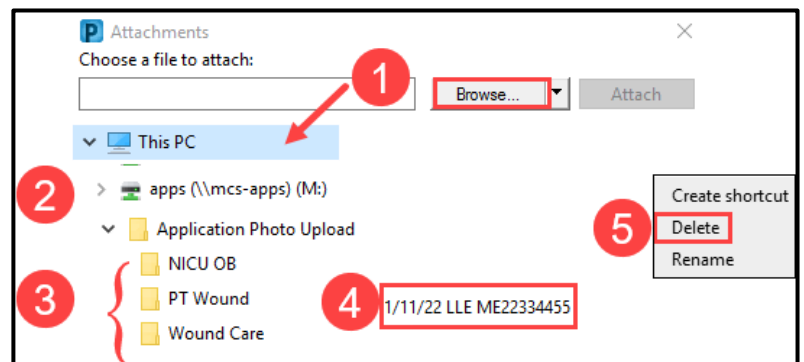 P Attachments
Choose a file to attach:
1
Browse...
Attach
This PC
2
apps (\\mcs-apps) (M:)
Create shortcut
Application Photo Upload
5
Delete
NICU OB
Rename
3
PT Wound
4
1/11/22 LLE ME22334455
Wound Care